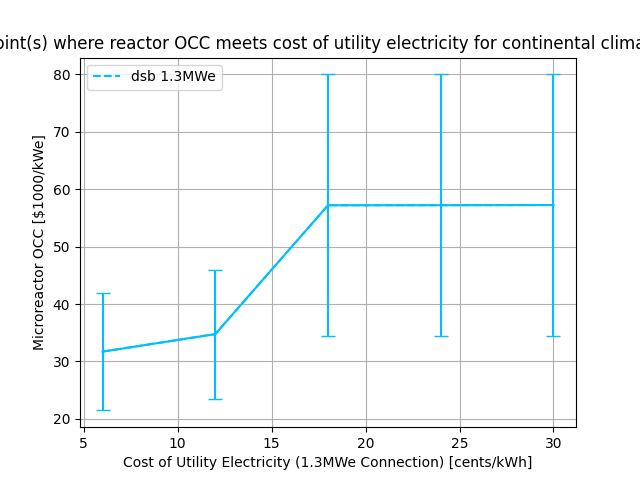 oint(s) where reactor OCC meets cost of utility electricity for continental clima
dsb 1.3MWe
Microreactor OCC [$1000/kWe]
80
70
60
50
40
30
20
5 10 15 20 25 30
Cost of Utility Electricity (1.3MWe Connection) [cents/kWh]